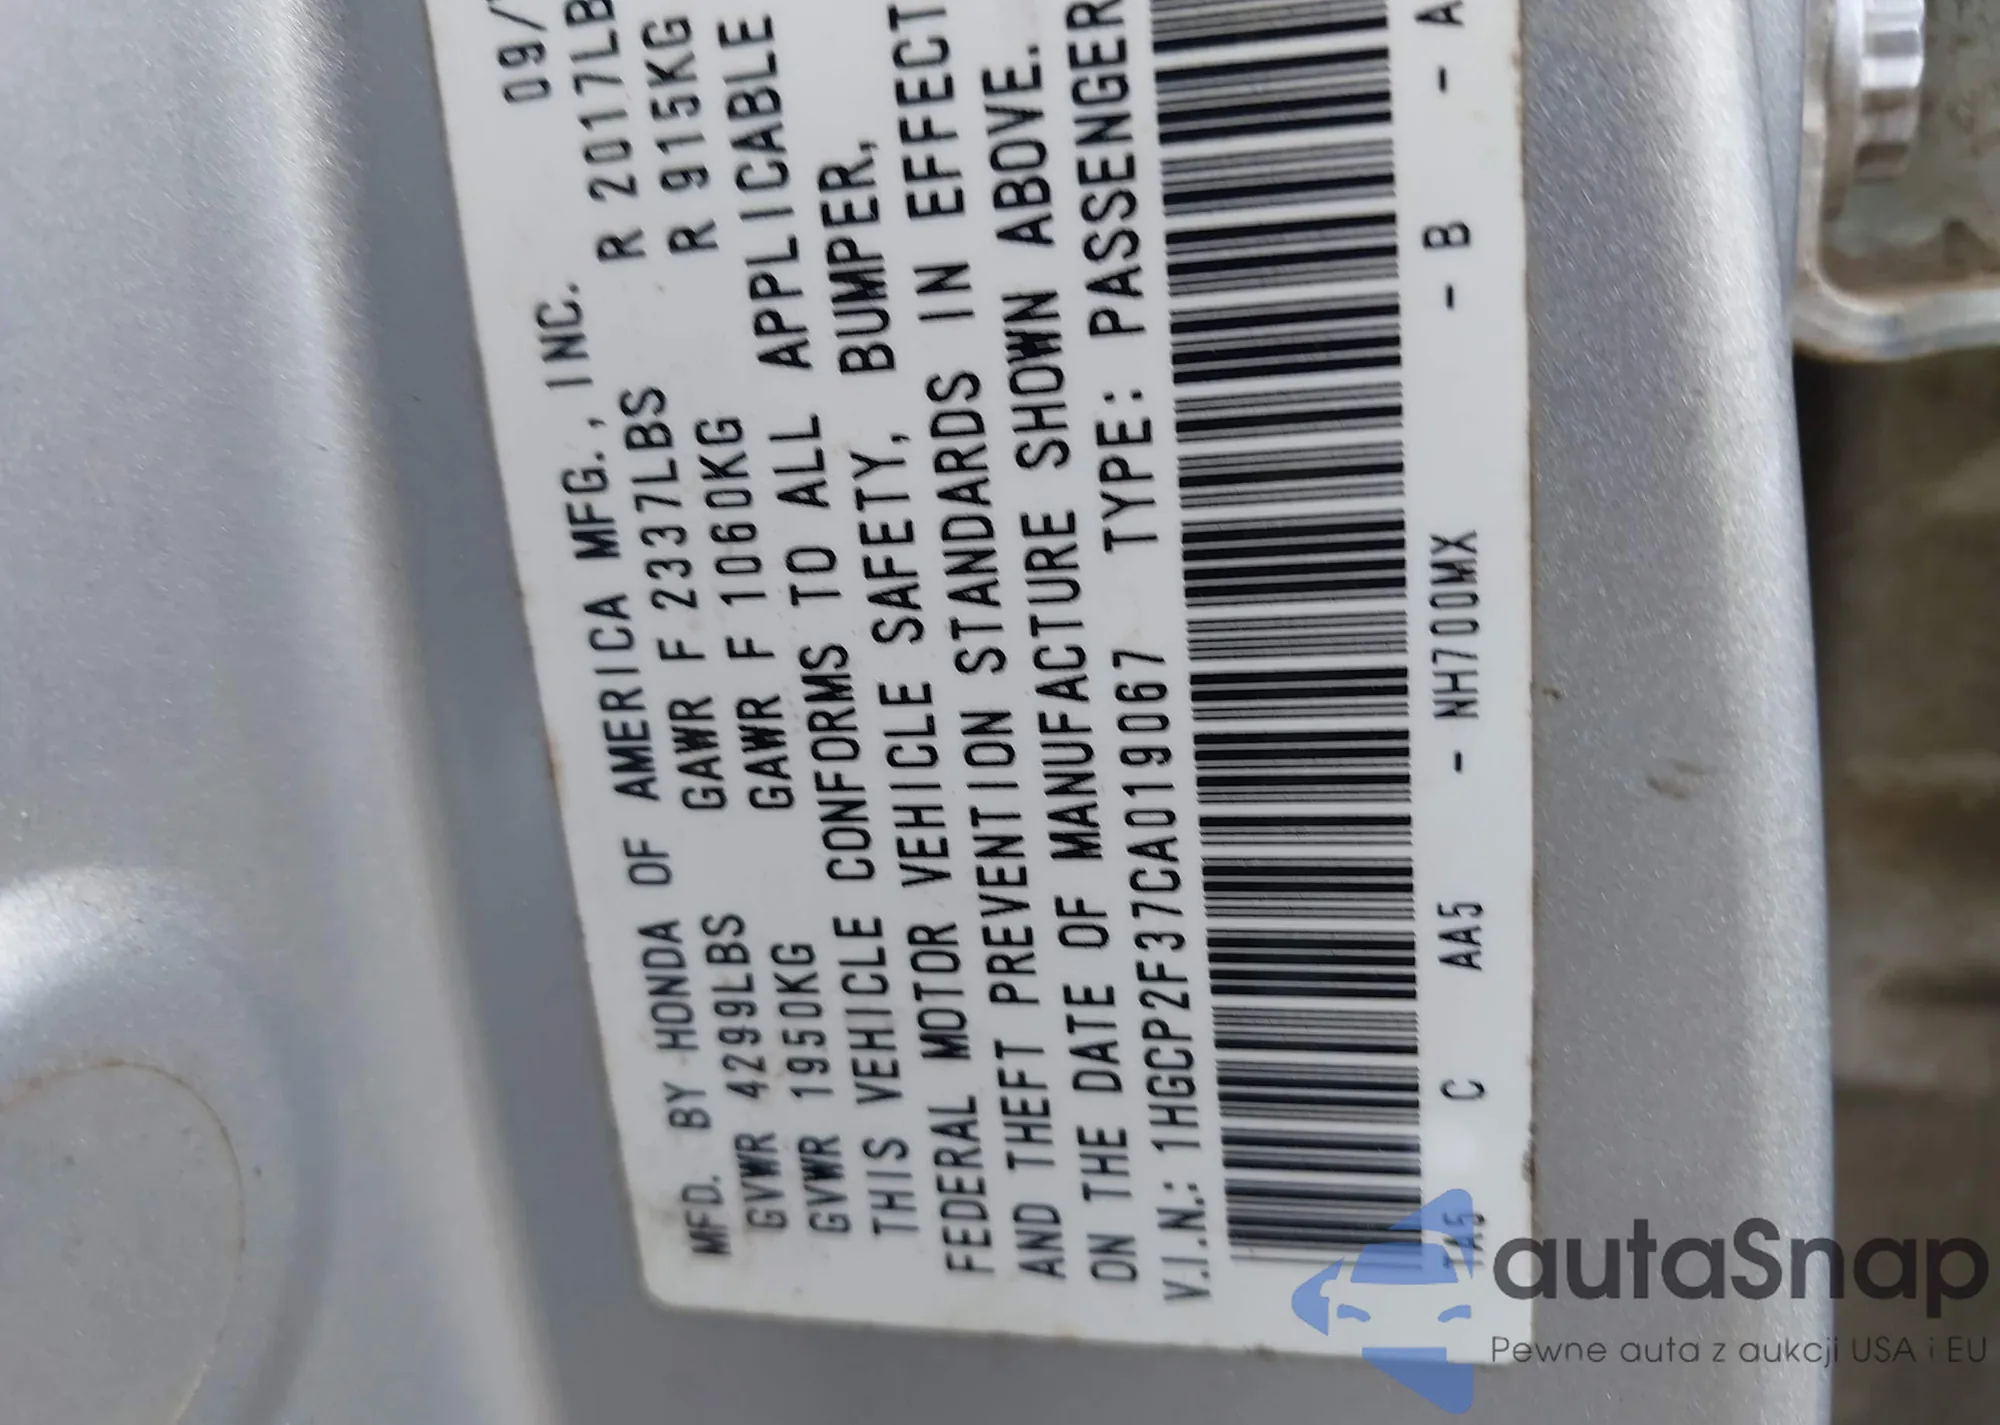 MFD. BY HONDA OF AMERICA MFG., INC. 09/
GVWR 4299LBS GAWR F 2337LBS R 2017LB
GVWR 1950KG GAWR F 1060KG R 915KG
THIS VEHICLE CONFORMS TO ALL APPLICABLE
FEDERAL MOTOR VEHICLE SAFETY, BUMPER,
AND THEFT PREVENTION STANDARDS IN EFFECT
ON THE DATE OF MANUFACTURE SHOWN ABOVE.
V.I.N.: 1HGCP2F37CA019067 TYPE: PASSENGER
TA5 C AA5 - NH700MX - B - A
autaSnap
Pewne auta z aukcji USA i EU